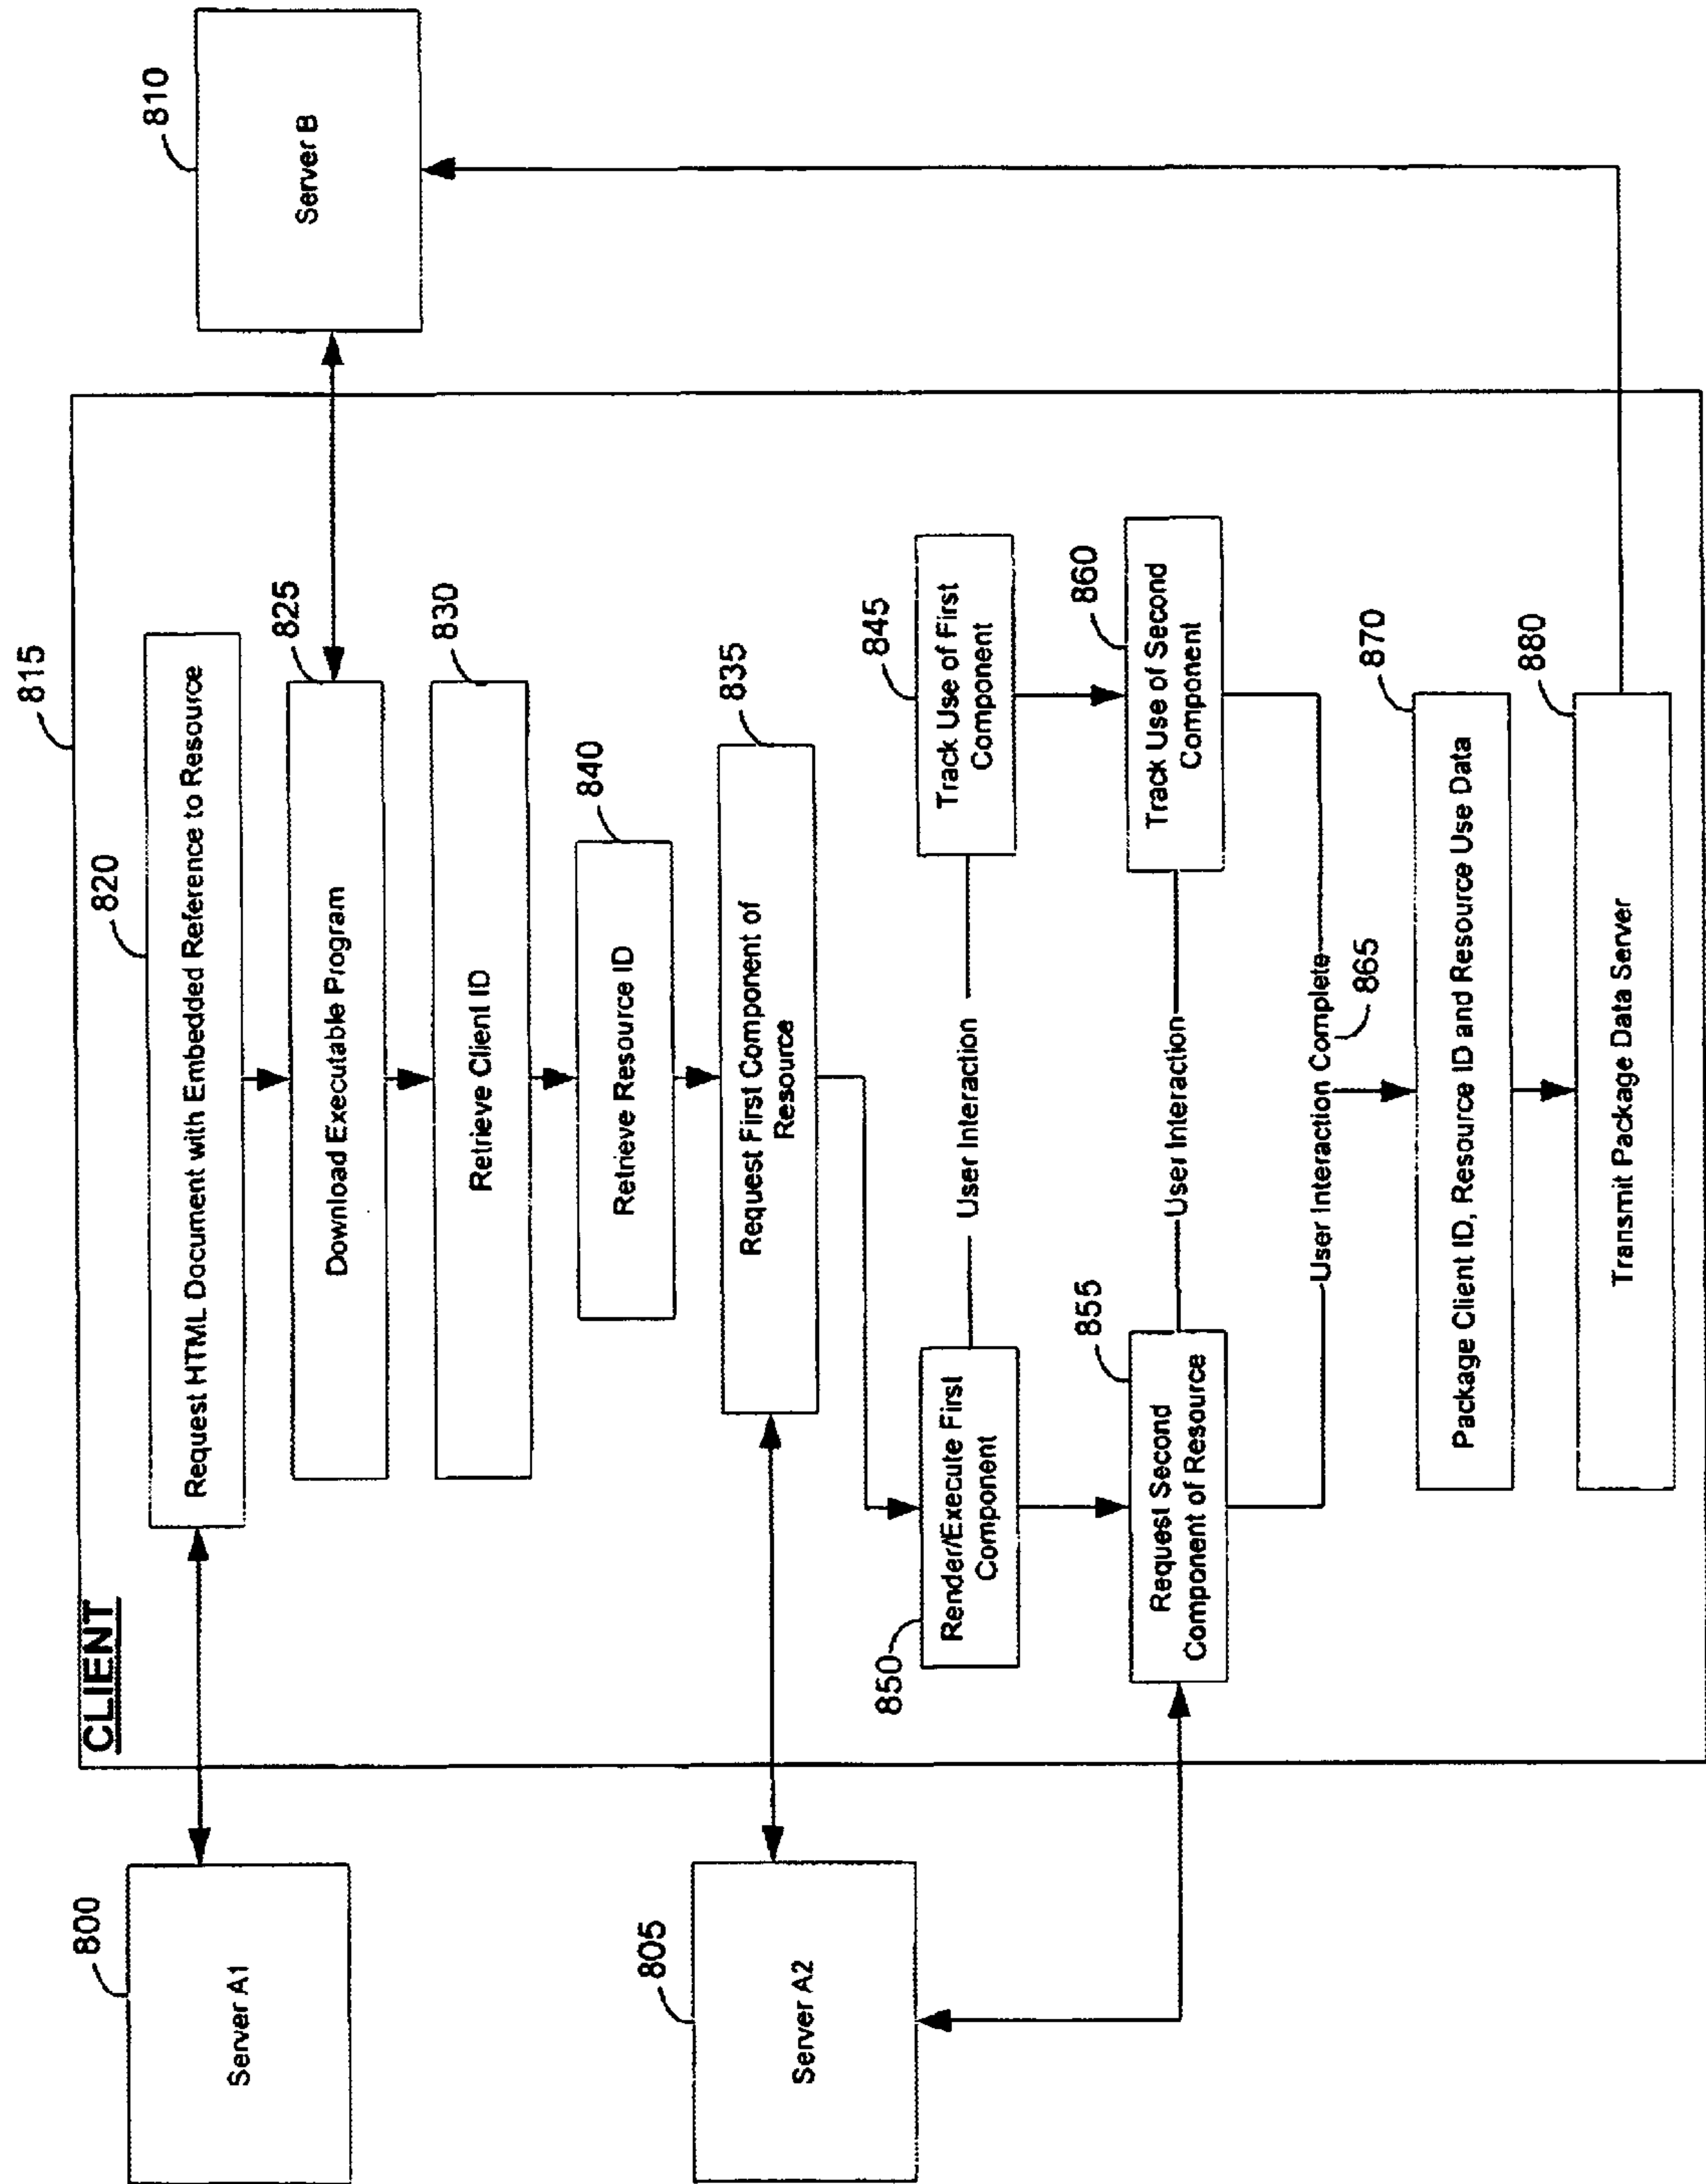 CLIENT
815
800
Server A1
820
Request HTML Document with Embedded Reference to Resource
810
Server B
825
Download Executable Program
830
Retrieve Client ID
840
Retrieve Resource ID
805
Server A2
835
Request First Component of
Resource
850
Render/Execute First
Component
User Interaction
845
Track Use of First
Component
855
Request Second
Component of Resource
User Interaction
860
Track Use of Second
Component
User Interaction Complete
865
870
Package Client ID, Resource ID and Resource Use Data
880
Transmit Package Data Server